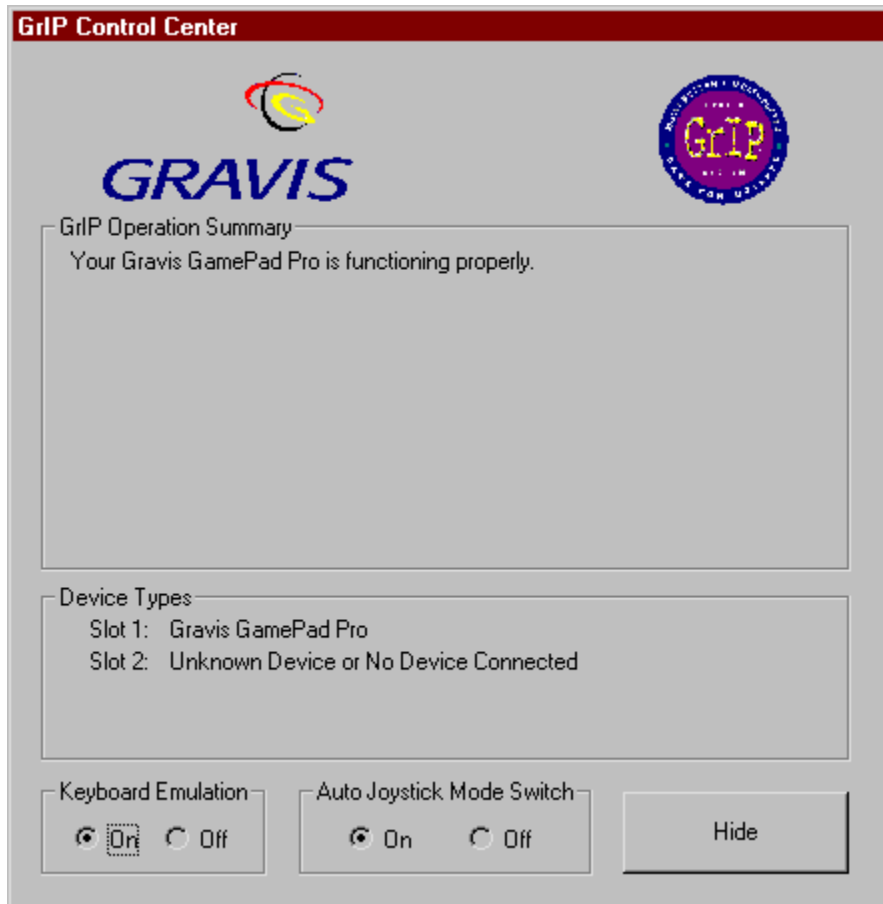 GrIP Control Center
GRAVIS
GrIP
GrIP Operation Summary
Your Gravis GamePad Pro is functioning properly.
Device Types
Slot 1: Gravis GamePad Pro
Slot 2: Unknown Device or No Device Connected
Keyboard Emulation
On Off
Auto Joystick Mode Switch
On Off
Hide